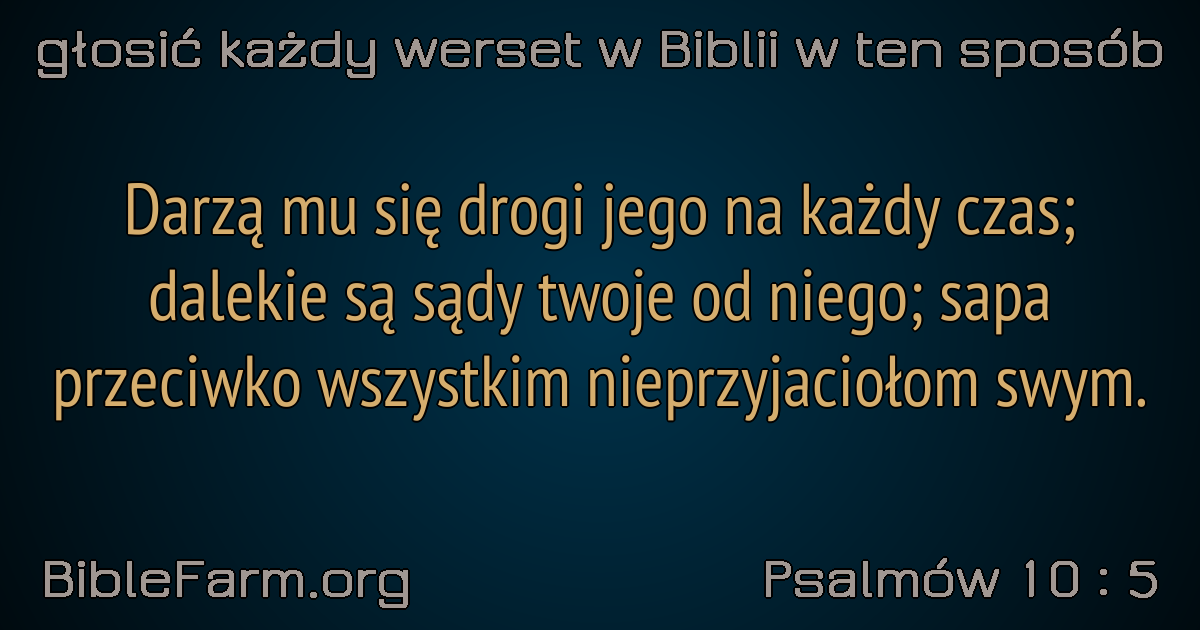 głosić każdy werset w Biblii w ten sposób
Darzą mu się drogi jego na każdy czas;
dalekie są sądy twoje od niego; sapa
przeciwko wszystkim nieprzyjaciołom swym.
BibleFarm.org
Psalmów 10 : 5